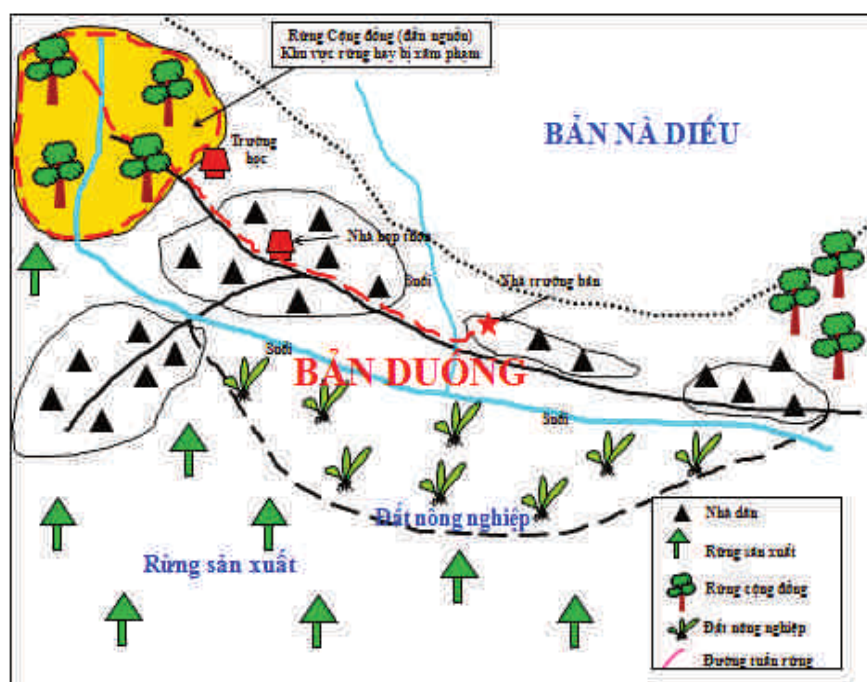 Rừng Cộng đồng (đầu nguồn)
Khu vực rừng hay bị xâm phạm
BẢN NÀ DIẾU
Trường
học
Nhà họp thôn
Suối
Nhà trưởng bản
Suối
BẢN DUỐNG
Suối
Đất nông nghiệp
Rừng sản xuất
Nhà dân
Rừng sản xuất
Rừng cộng đồng
Đất nông nghiệp
Đường tuần rừng